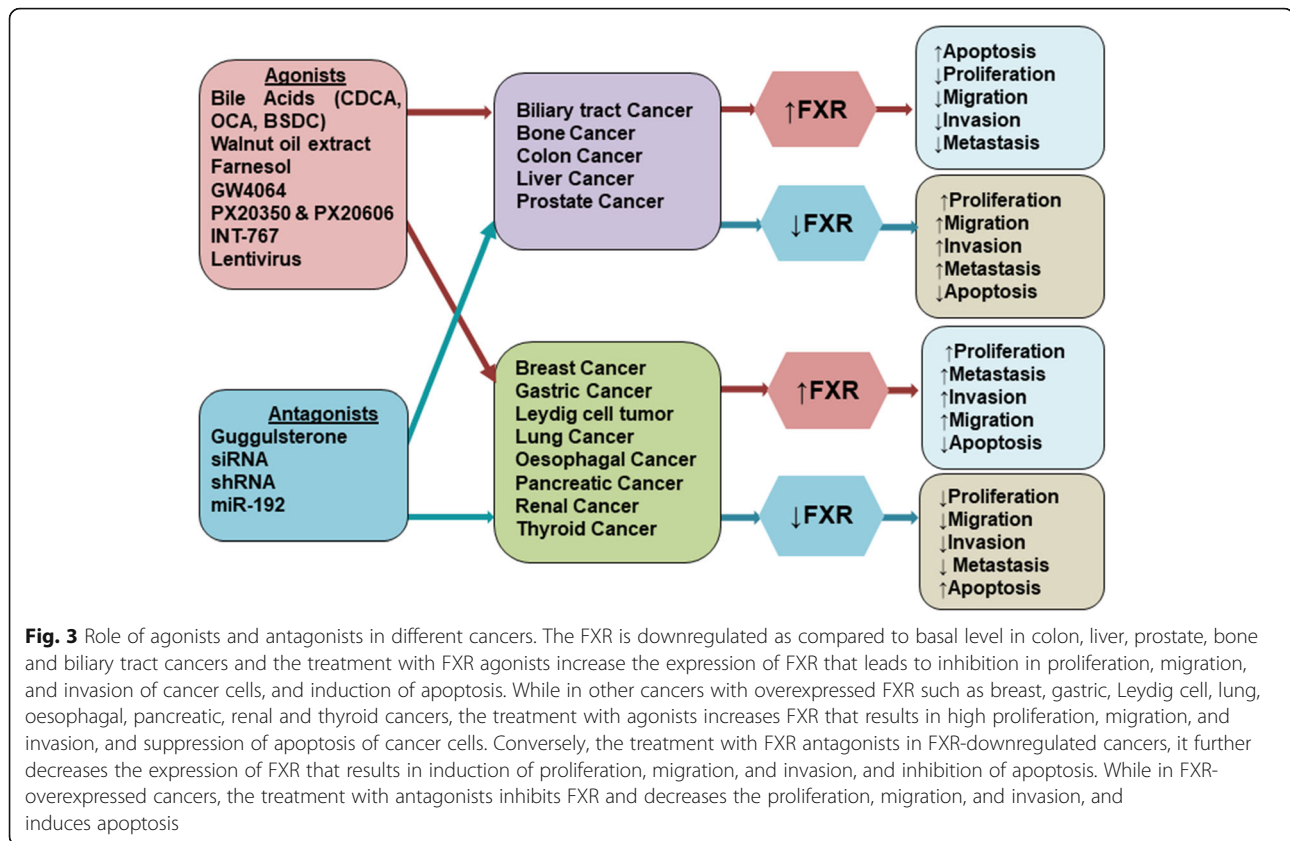 Agonists
Bile Acids (CDCA,
OCA, BSDC)
Walnut oil extract
Farnesol
GW4064
PX20350 & PX20606
INT-767
Lentivirus
Antagonists
Guggulsterone
siRNA
shRNA
miR-192
Biliary tract Cancer
Bone Cancer
Colon Cancer
Liver Cancer
Prostate Cancer
↑FXR
↑Apoptosis
↓Proliferation
↓Migration
↓Invasion
↓Metastasis
↓FXR
↑Proliferation
↑Migration
↑Invasion
↑Metastasis
↓Apoptosis
Breast Cancer
Gastric Cancer
Leydig cell tumor
Lung Cancer
Oesophagal Cancer
Pancreatic Cancer
Renal Cancer
Thyroid Cancer
↑FXR
↑Proliferation
↑Metastasis
↑Invasion
↑Migration
↓Apoptosis
↓FXR
↓Proliferation
↓Migration
↓Invasion
↓ Metastasis
↑Apoptosis
Fig. 3 Role of agonists and antagonists in different cancers. The FXR is downregulated as compared to basal level in colon, liver, prostate, bone
and biliary tract cancers and the treatment with FXR agonists increase the expression of FXR that leads to inhibition in proliferation, migration,
and invasion of cancer cells, and induction of apoptosis. While in other cancers with overexpressed FXR such as breast, gastric, Leydig cell, lung,
oesophagal, pancreatic, renal and thyroid cancers, the treatment with agonists increases FXR that results in high proliferation, migration, and
invasion, and suppression of apoptosis of cancer cells. Conversely, the treatment with FXR antagonists in FXR-downregulated cancers, it further
decreases the expression of FXR that results in induction of proliferation, migration, and invasion, and inhibition of apoptosis. While in FXR-
overexpressed cancers, the treatment with antagonists inhibits FXR and decreases the proliferation, migration, and invasion, and
induces apoptosis